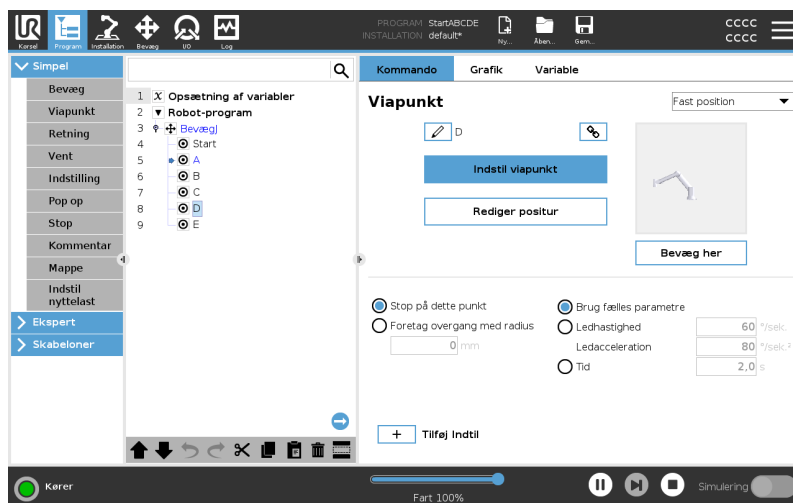 UR
PROGRAM StartABCDE
INSTALLATION default*
CCCC
CCCC
Kørsel Program Installation Bevæg I/O Log Ny... Åben... Gem...
Simpel
Bevæg
Viapunkt
Retning
Vent
Indstilling
Pop op
Stop
Kommentar
Mappe
Indstil
nyttelast
Ekspert
Skabeloner
1 X Opsætning af variabler
2 Robot-program
3 BevægJ
4 Start
5 A
6 B
7 C
8 D
9 E
Kommando Grafik Variable
Viapunkt
Fast position
D
Indstil viapunkt
Rediger positur
Bevæg her
Stop på dette punkt
Foretag overgang med radius
0 mm
Brug fælles parametre
Ledhastighed 60 °/sek.
Ledacceleration 80 °/sek.²
Tid 2,0 s
+ Tilføj Indtil
Kører
Fart 100%
Simulering